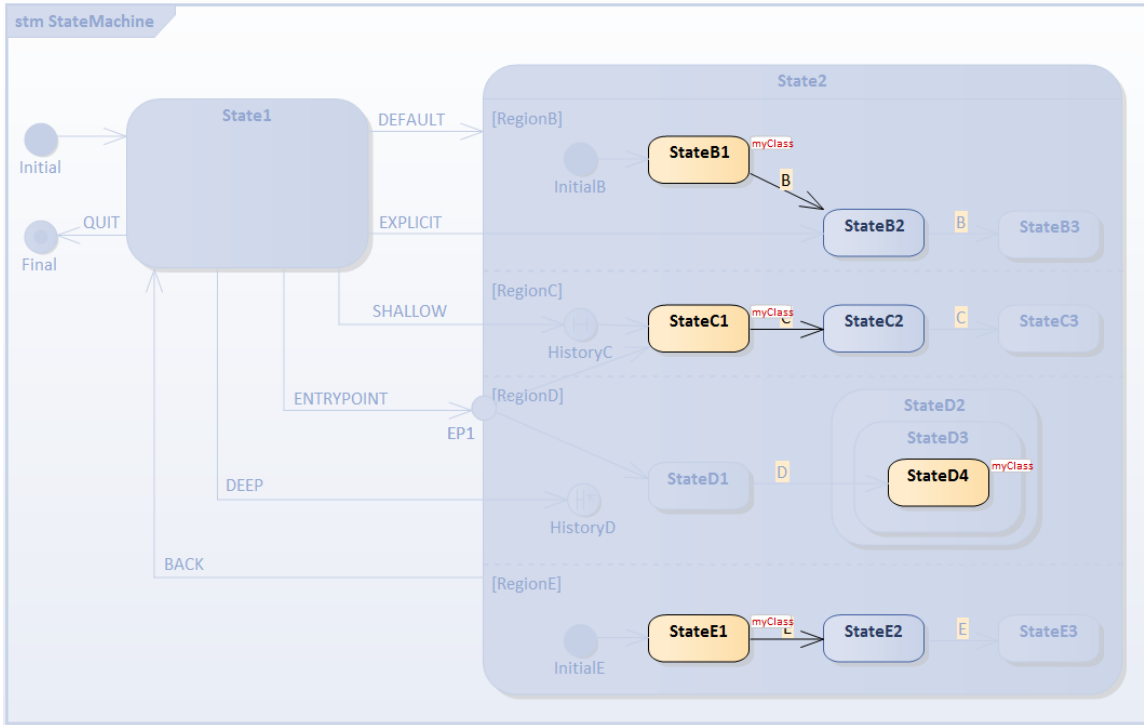 stm StateMachine
State1
Initial
QUIT
Final
DEFAULT
EXPLICIT
SHALLOW
ENTRYPOINT
DEEP
BACK
State2
[RegionB]
InitialB
StateB1
myClass
B
StateB2
B
StateB3
[RegionC]
HistoryC
H
StateC1
myClass
C
StateC2
C
StateC3
[RegionD]
EP1
StateD1
D
StateD2
StateD3
StateD4
myClass
H*
HistoryD
[RegionE]
InitialE
StateE1
myClass
E
StateE2
E
StateE3